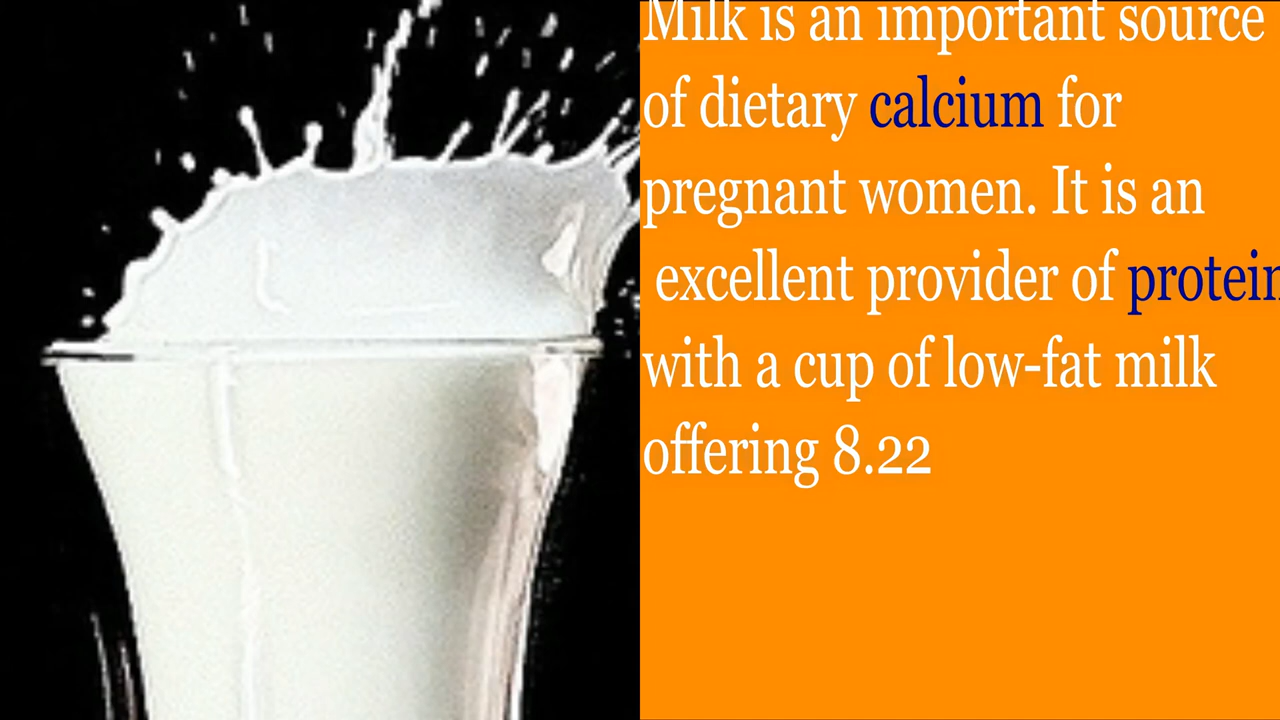 Milk is an important source
of dietary calcium for
pregnant women. It is an
excellent provider of protein
with a cup of low-fat milk
offering 8.22